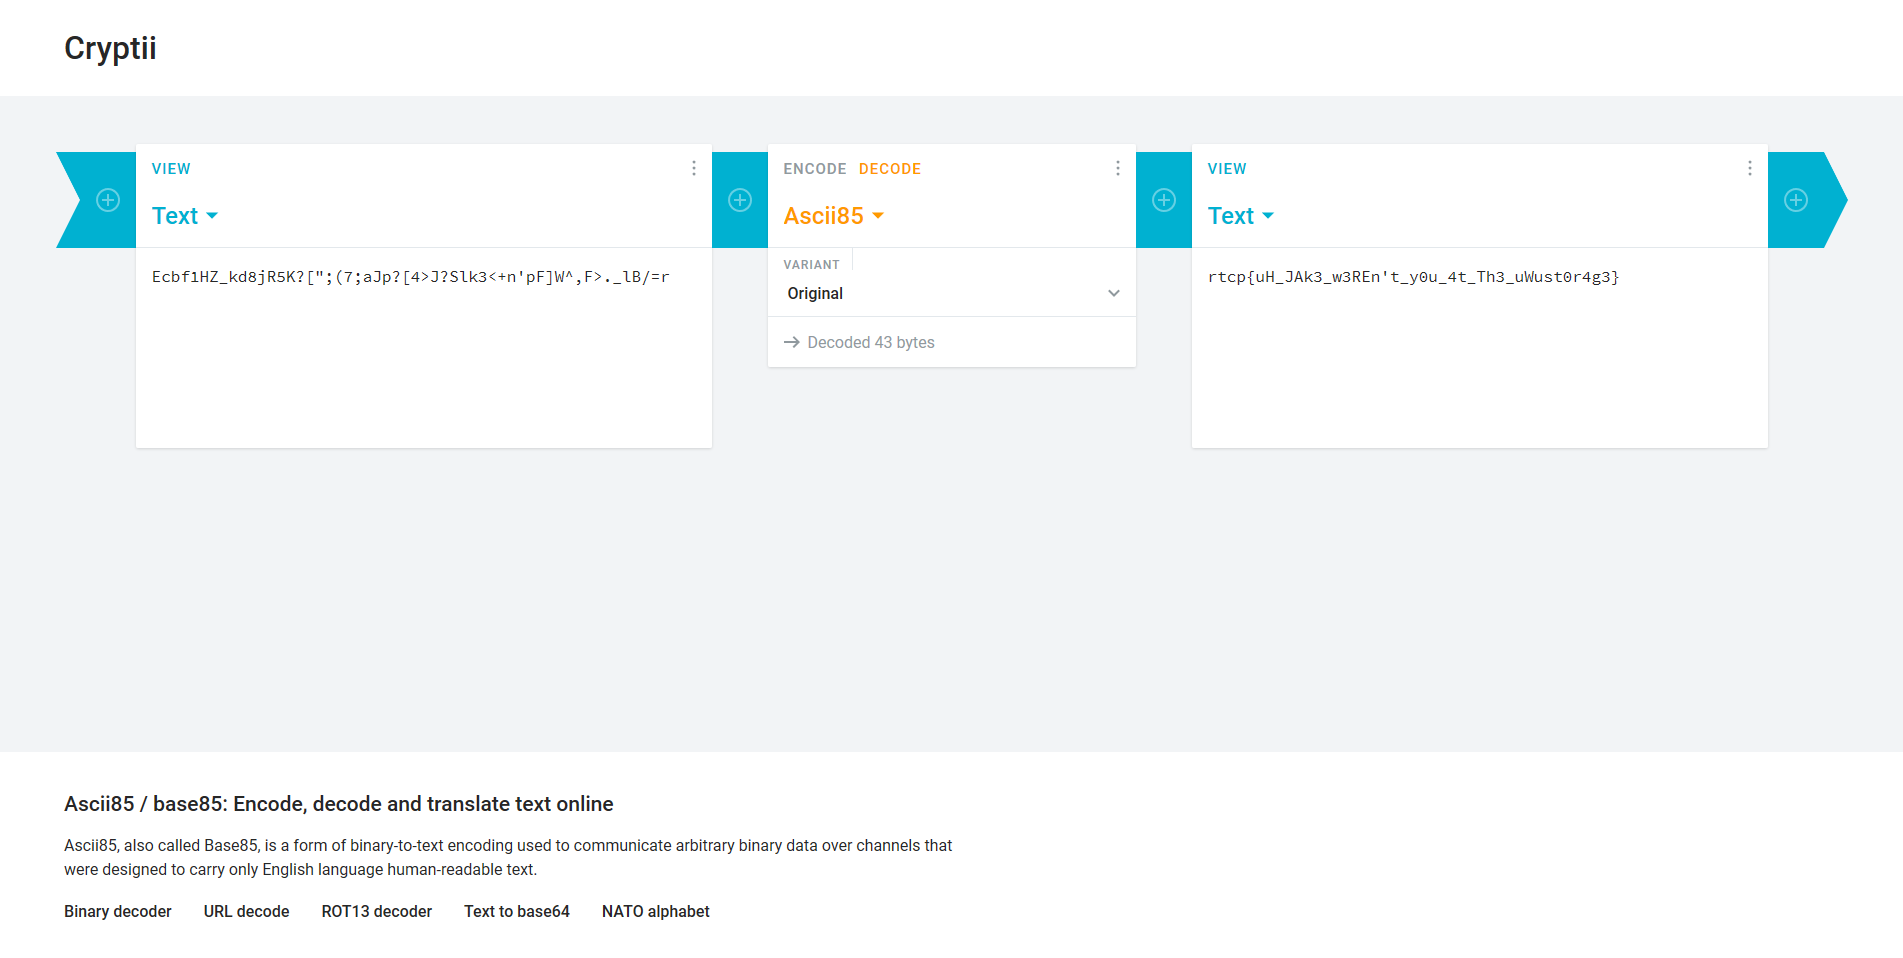 Cryptii
VIEW
Text
Ecbf1HZ_kd8jR5K?[";(7;aJp?[4>J?Slk3<+n'pF]W^,F>._lB/=r
ENCODE DECODE
Ascii85
VARIANT
Original
Decoded 43 bytes
VIEW
Text
rtcp{uH_JAk3_w3REn't_y0u_4t_Th3_uWust0r4g3}
Ascii85 / base85: Encode, decode and translate text online
Ascii85, also called Base85, is a form of binary-to-text encoding used to communicate arbitrary binary data over channels that
were designed to carry only English language human-readable text.
Binary decoder URL decode ROT13 decoder Text to base64 NATO alphabet